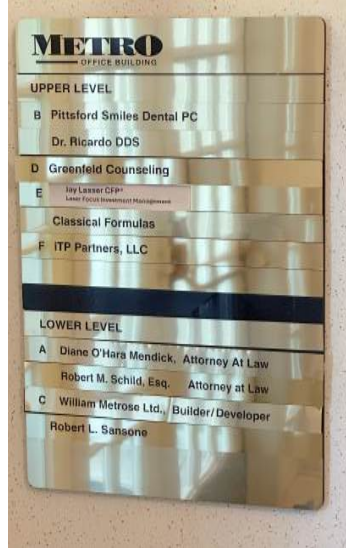 METRO
OFFICE BUILDING
UPPER LEVEL
B Pittsford Smiles Dental PC
Dr. Ricardo DDS
D Greenfeld Counseling
E Jay Lasser CFP®
Laser Focus Investment Management
Classical Formulas
F iTP Partners, LLC
LOWER LEVEL
A Diane O'Hara Mendick, Attorney At Law
Robert M. Schild, Esq. Attorney at Law
C William Metrose Ltd., Builder/Developer
Robert L. Sansone